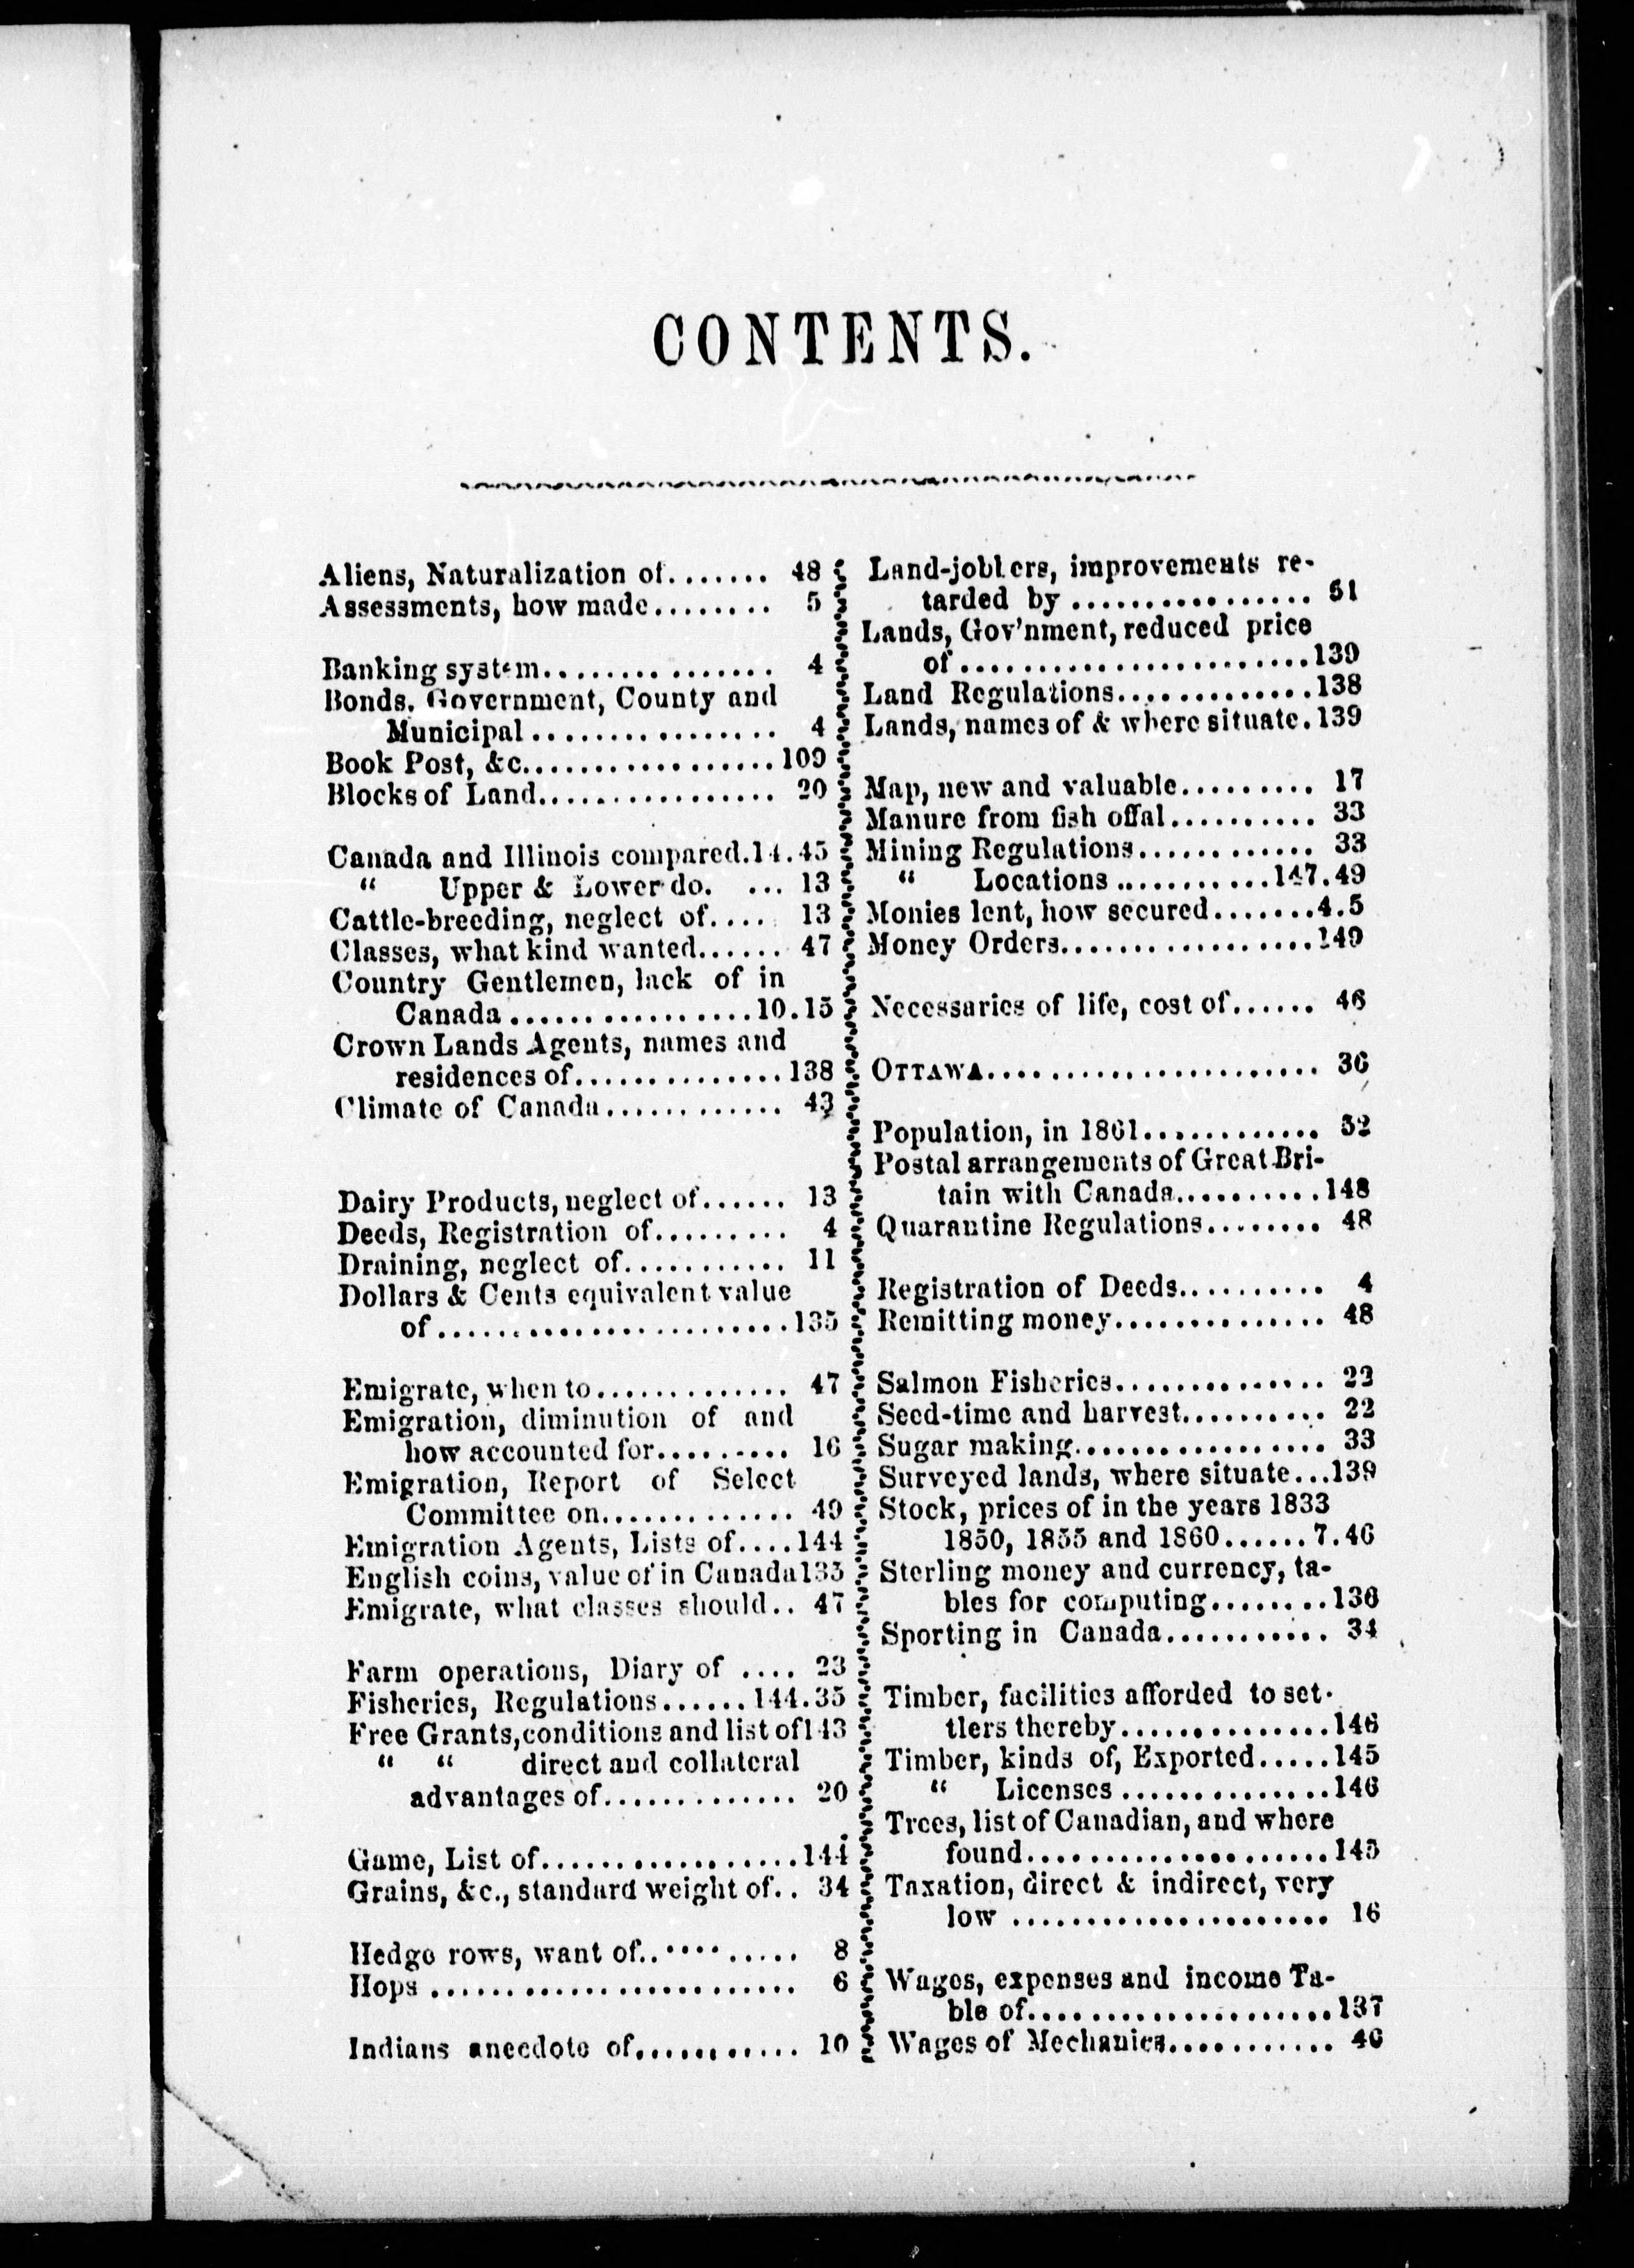 CONTENTS.
Aliens, Naturalization of....... 48
Assessments, how made........ 5
Banking system............... 4
Bonds, Government, County and
Municipal................ 4
Book Post, &c.................109
Blocks of Land................ 20
Canada and Illinois compared.14.45
“ Upper & Lower do. ... 13
Cattle-breeding, neglect of.... 13
Classes, what kind wanted...... 47
Country Gentlemen, lack of in
Canada................10.15
Crown Lands Agents, names and
residences of..............138
Climate of Canada............ 43
Dairy Products, neglect of...... 13
Deeds, Registration of......... 4
Draining, neglect of........... 11
Dollars & Cents equivalent value
of.......................135
Emigrate, when to............. 47
Emigration, diminution of and
how accounted for......... 16
Emigration, Report of Select
Committee on............. 49
Emigration Agents, Lists of....144
English coins, value of in Canada135
Emigrate, what classes should.. 47
Farm operations, Diary of .... 23
Fisheries, Regulations......144.35
Free Grants, conditions and list of143
“ “ direct and collateral
advantages of............. 20
Game, List of.................144
Grains, &c., standard weight of.. 34
Hedge rows, want of.......... 8
Hops ........................ 6
Indians anecdote of........... 10
Land-jobbers, improvements re-
tarded by ................ 51
Lands, Gov'nment, reduced price
of.......................139
Land Regulations.............138
Lands, names of & where situate.139
Map, new and valuable......... 17
Manure from fish offal.......... 33
Mining Regulations............ 33
“ Locations...........147.49
Monies lent, how secured.......4.5
Money Orders.................149
Necessaries of life, cost of...... 46
OTTAWA...................... 36
Population, in 1861............ 52
Postal arrangements of Great Bri-
tain with Canada..........148
Quarantine Regulations........ 48
Registration of Deeds.......... 4
Remitting money.............. 48
Salmon Fisheries.............. 22
Seed-time and harvest.......... 22
Sugar making................. 33
Surveyed lands, where situate...139
Stock, prices of in the years 1833
1850, 1855 and 1860......7.46
Sterling money and currency, ta-
bles for computing........136
Sporting in Canada........... 34
Timber, facilities afforded to set-
tlers thereby..............146
Timber, kinds of, Exported.....145
“ Licenses..............146
Trees, list of Canadian, and where
found....................145
Taxation, direct & indirect, very
low ..................... 16
Wages, expenses and income Ta-
ble of....................137
Wages of Mechanics........... 46